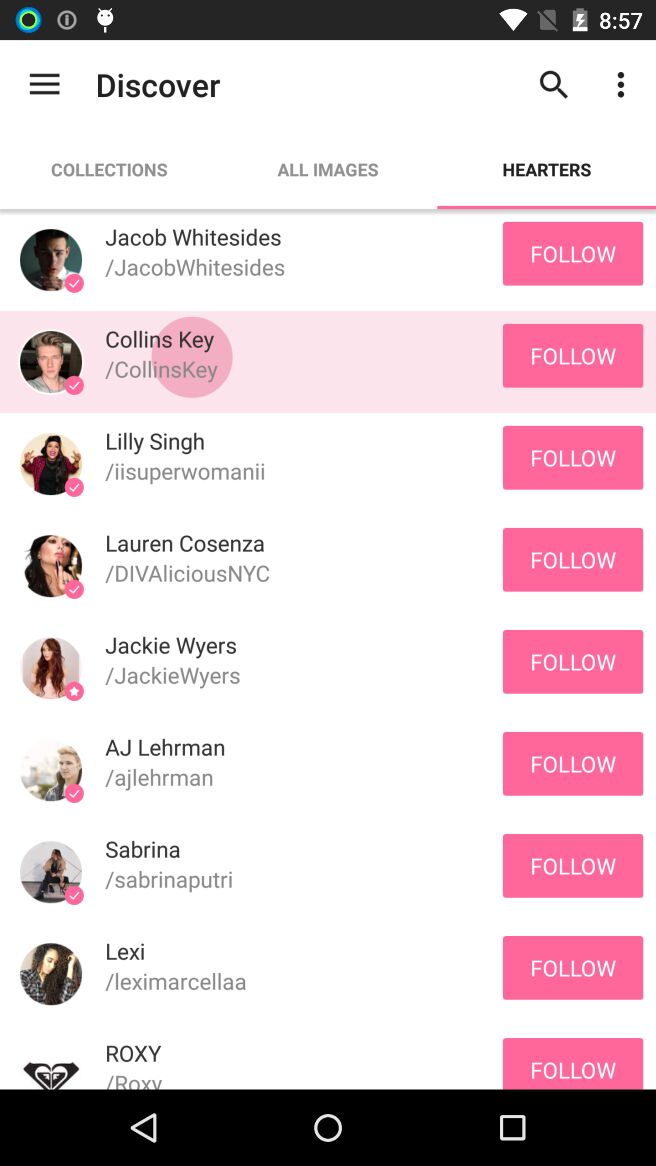 8:57
Discover
COLLECTIONS
ALL IMAGES
HEARTERS
Jacob Whitesides
/JacobWhitesides
FOLLOW
Collins Key
/CollinsKey
FOLLOW
Lilly Singh
/iisuperwomanii
FOLLOW
Lauren Cosenza
/DIVAliciousNYC
FOLLOW
Jackie Wyers
/JackieWyers
FOLLOW
AJ Lehrman
/ajlehrman
FOLLOW
Sabrina
/sabrinaputri
FOLLOW
Lexi
/leximarcellaa
FOLLOW
ROXY
/Roxy
FOLLOW